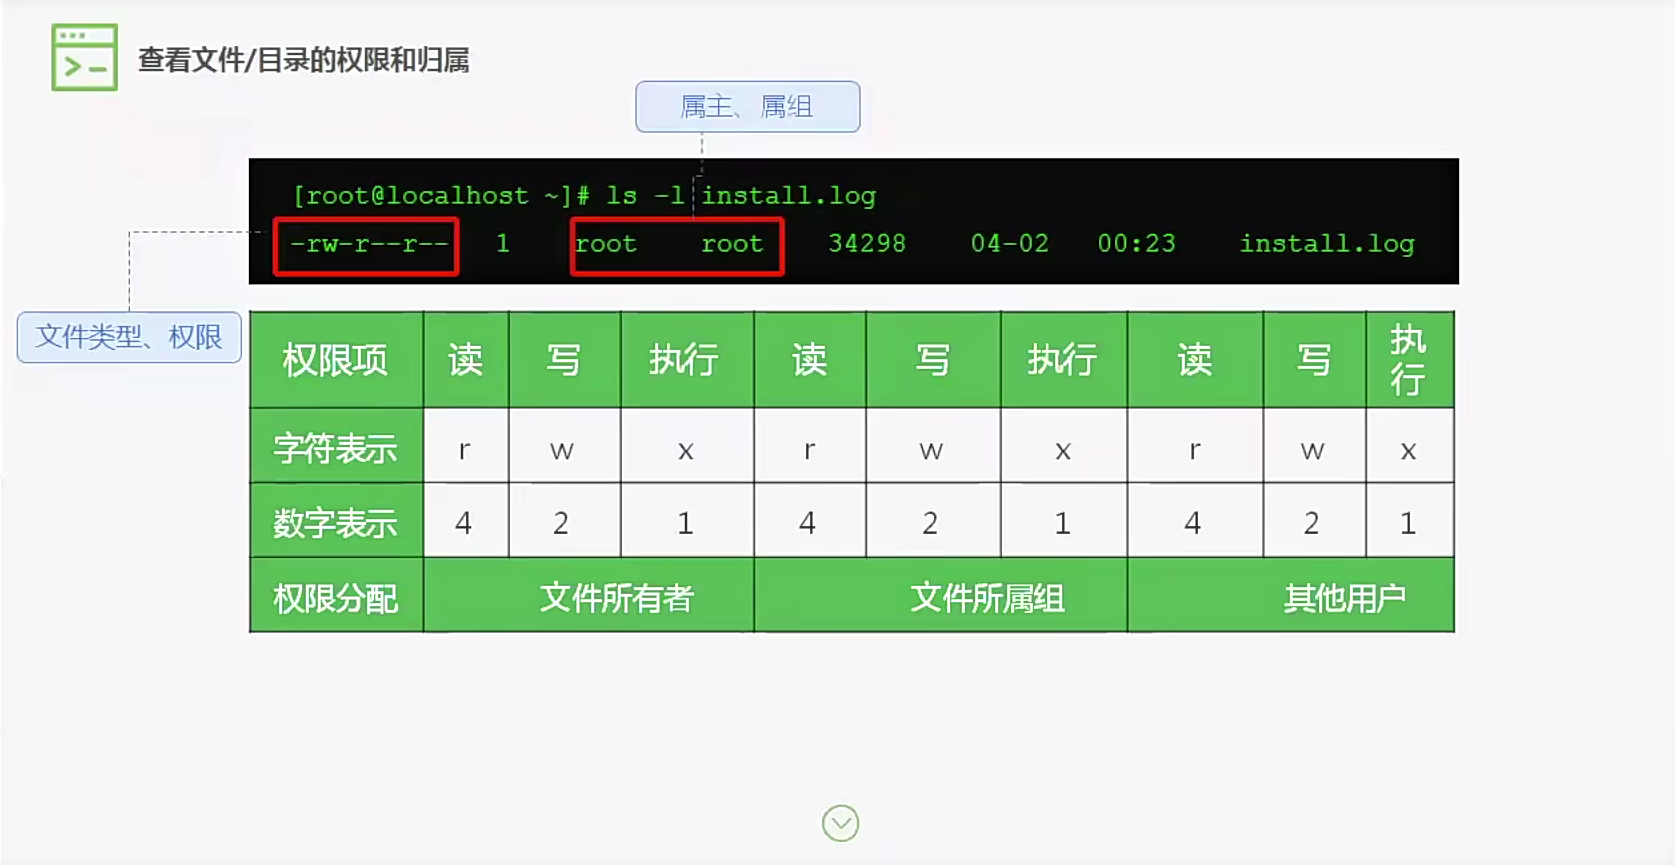 查看文件/目录的权限和归属
属主、属组
[root@localhost ~]# ls -l install.log
-rw-r--r-- 1 root root 34298 04-02 00:23 install.log
文件类型、权限
权限项 读 写 执行 读 写 执行 读 写 执行
字符表示 r w x r w x r w x
数字表示 4 2 1 4 2 1 4 2 1
权限分配 文件所有者 文件所属组 其他用户